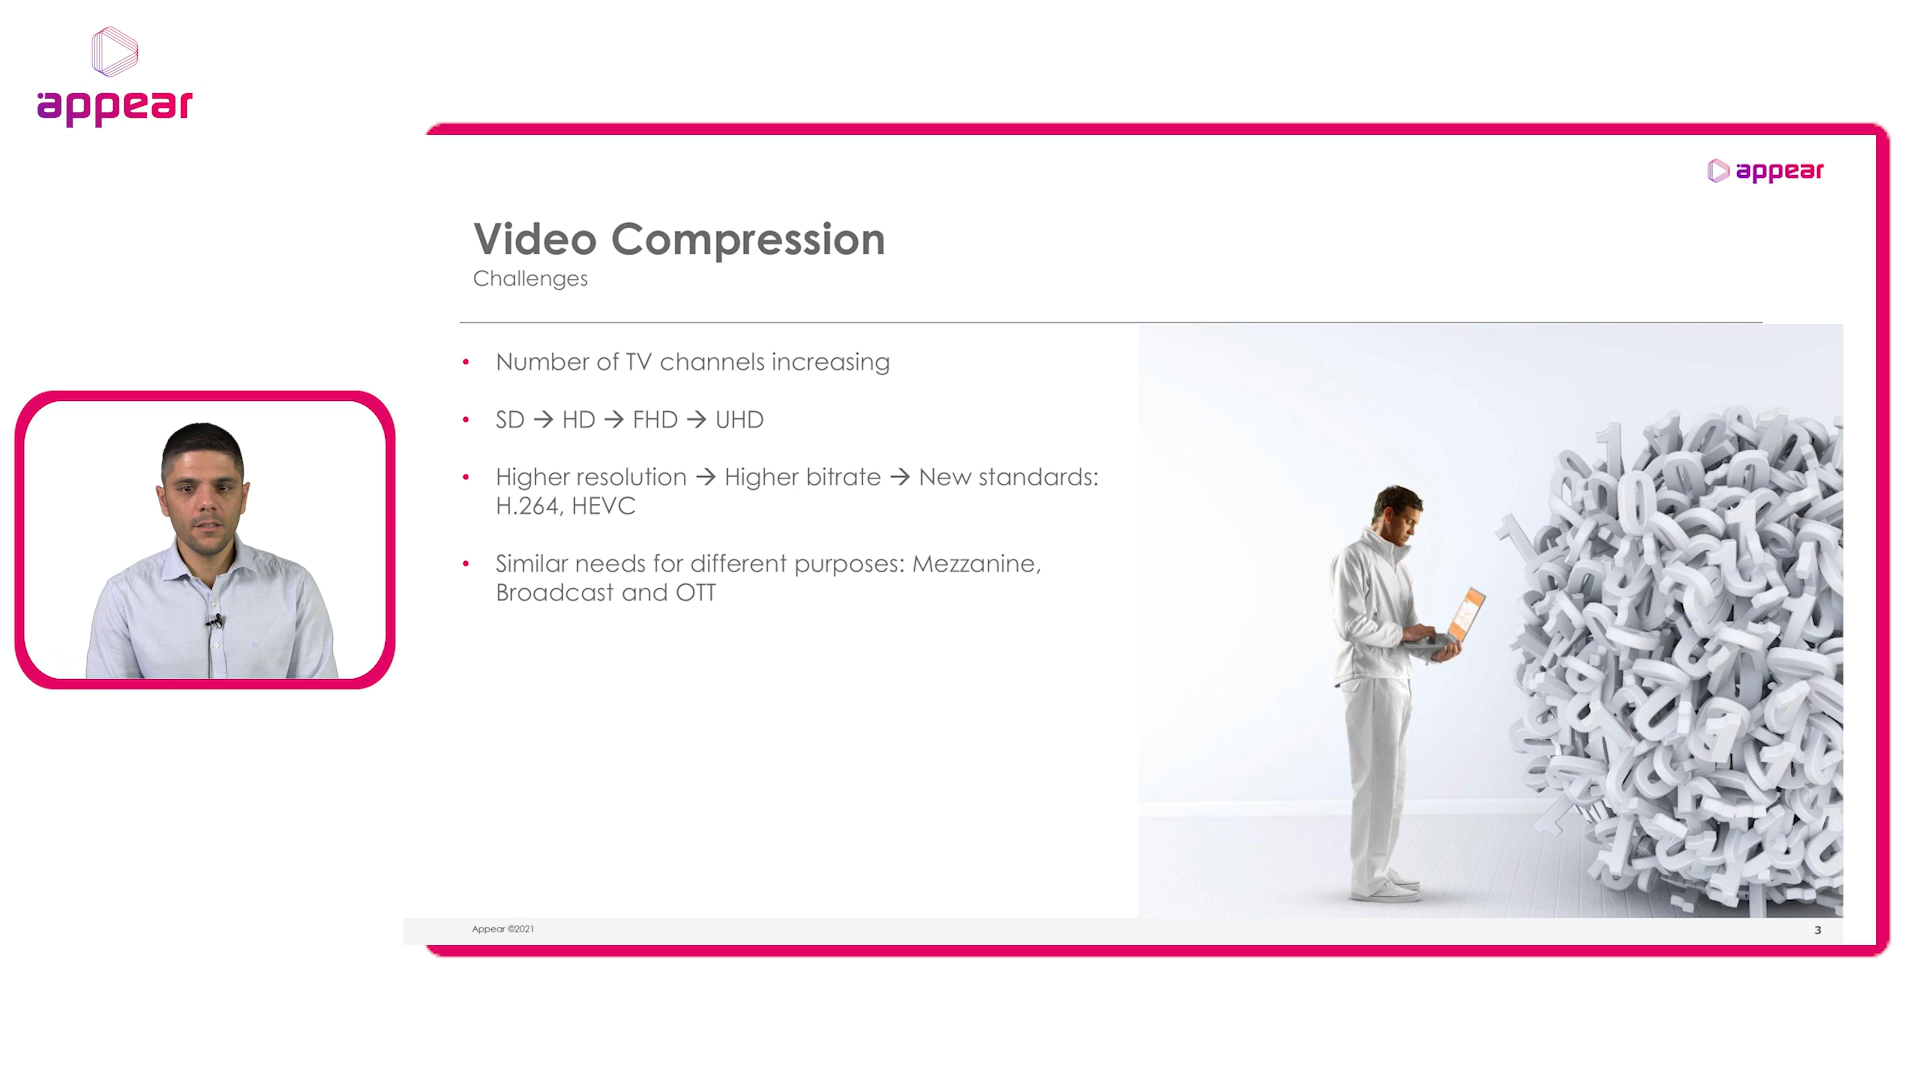 appear
appear
Video Compression
Challenges
• Number of TV channels increasing
• SD → HD → FHD → UHD
• Higher resolution → Higher bitrate → New standards:
H.264, HEVC
• Similar needs for different purposes: Mezzanine,
Broadcast and OTT
Appear ©2021
3